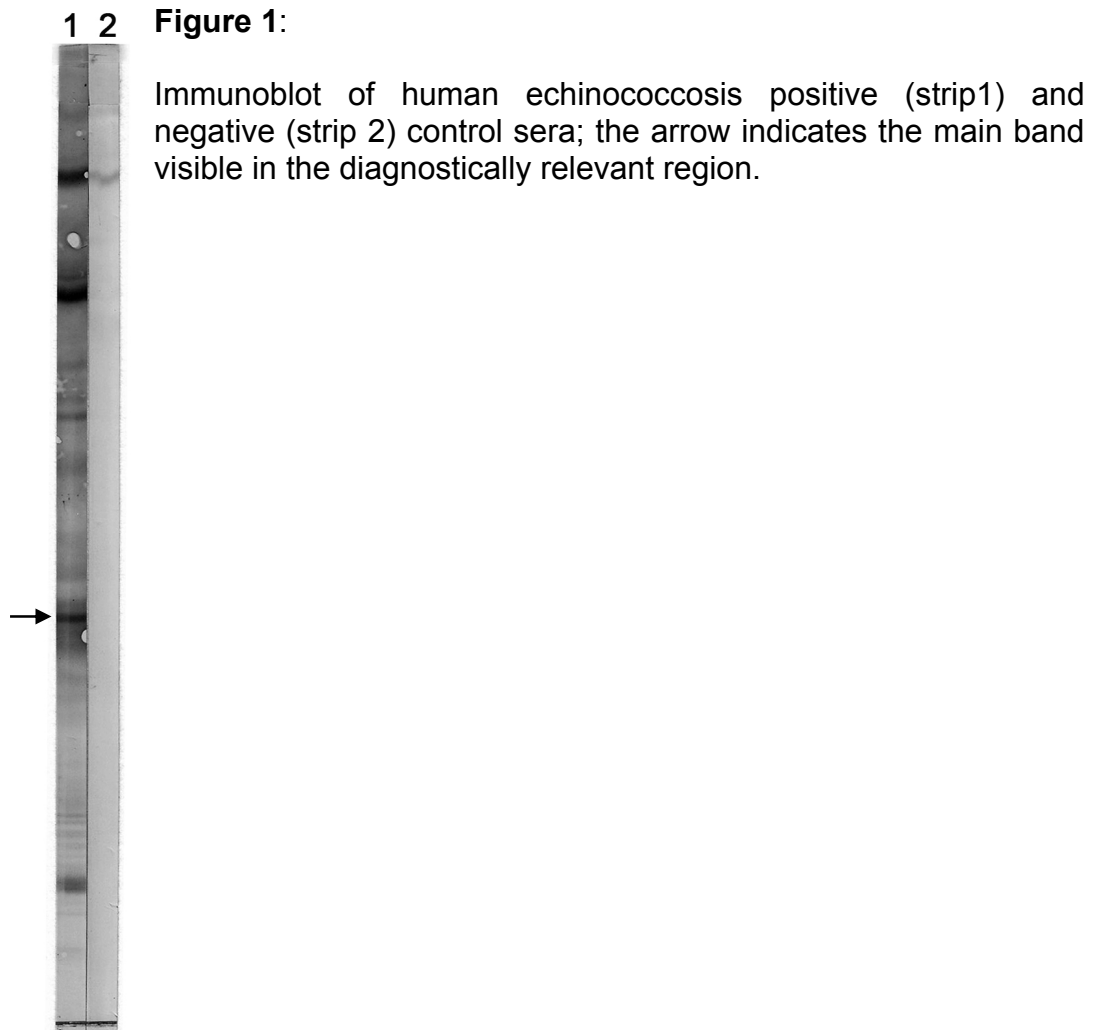 1 2 Figure 1:
Immunoblot of human echinococcosis positive (strip1) and
negative (strip 2) control sera; the arrow indicates the main band
visible in the diagnostically relevant region.